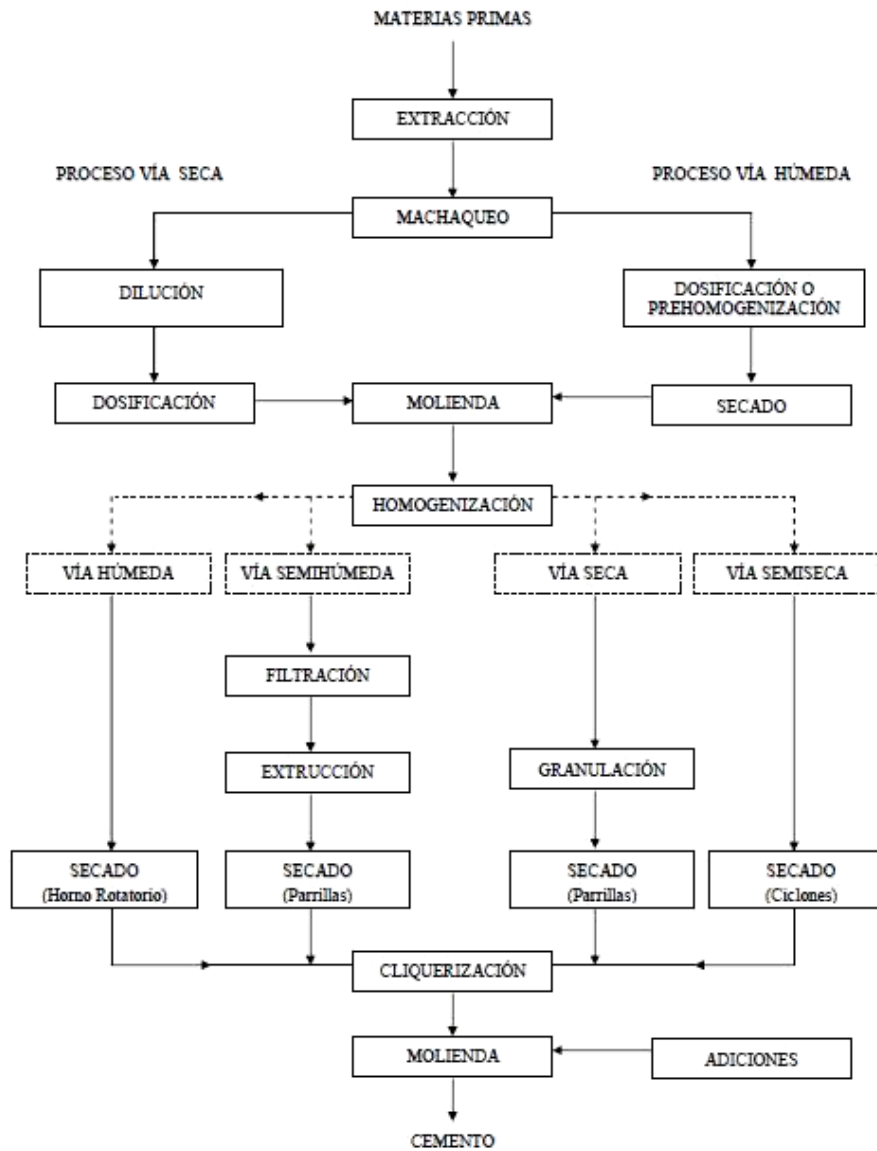 MATERIAS PRIMAS
EXTRACCIÓN
PROCESO VÍA SECA
PROCESO VÍA HÚMEDA
MACHAQUEO
DILUCIÓN
DOSIFICACIÓN O
PREHOMOGENIZACIÓN
DOSIFICACIÓN
MOLIENDA
SECADO
HOMOGENIZACIÓN
VÍA HÚMEDA
VÍA SEMIHÚMEDA
VÍA SECA
VÍA SEMISECA
FILTRACIÓN
EXTRUCCIÓN
GRANULACIÓN
SECADO
(Horno Rotatorio)
SECADO
(Parrillas)
SECADO
(Parrillas)
SECADO
(Ciclones)
CLIQUERIZACIÓN
MOLIENDA
ADICIONES
CEMENTO